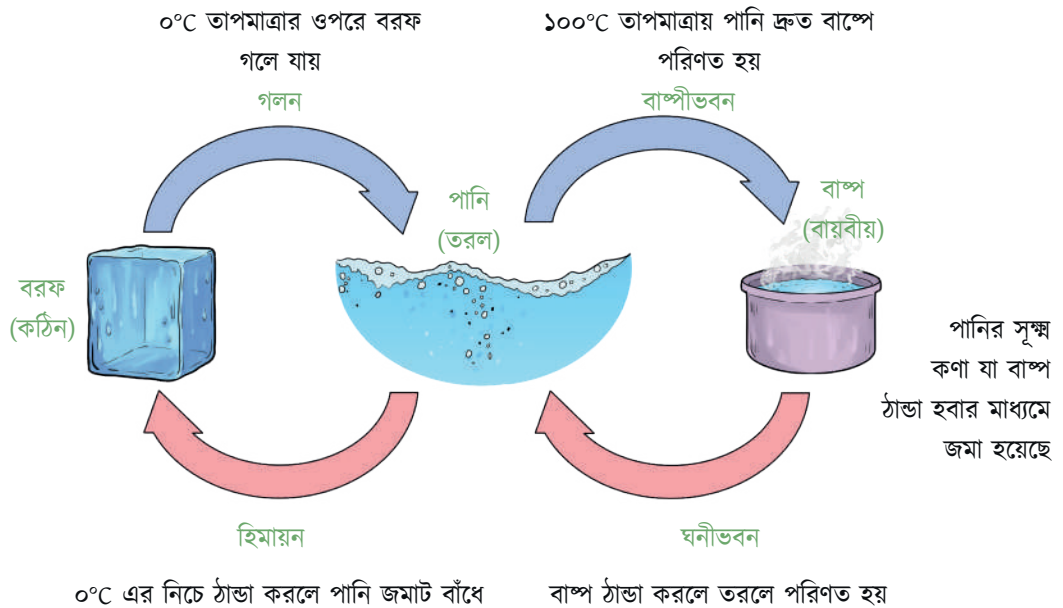 ০°C তাপমাত্রার ওপরে বরফ
গলে যায়
গলন
১০০°C তাপমাত্রায় পানি দ্রুত বাষ্পে
পরিণত হয়
বাষ্পীভবন
পানি
(তরল)
বাষ্প
(বায়বীয়)
বরফ
(কঠিন)
পানির সূক্ষ্ম
কণা যা বাষ্প
ঠান্ডা হবার মাধ্যমে
জমা হয়েছে
হিমায়ন
ঘনীভবন
০°C এর নিচে ঠান্ডা করলে পানি জমাট বাঁধে
বাষ্প ঠান্ডা করলে তরলে পরিণত হয়